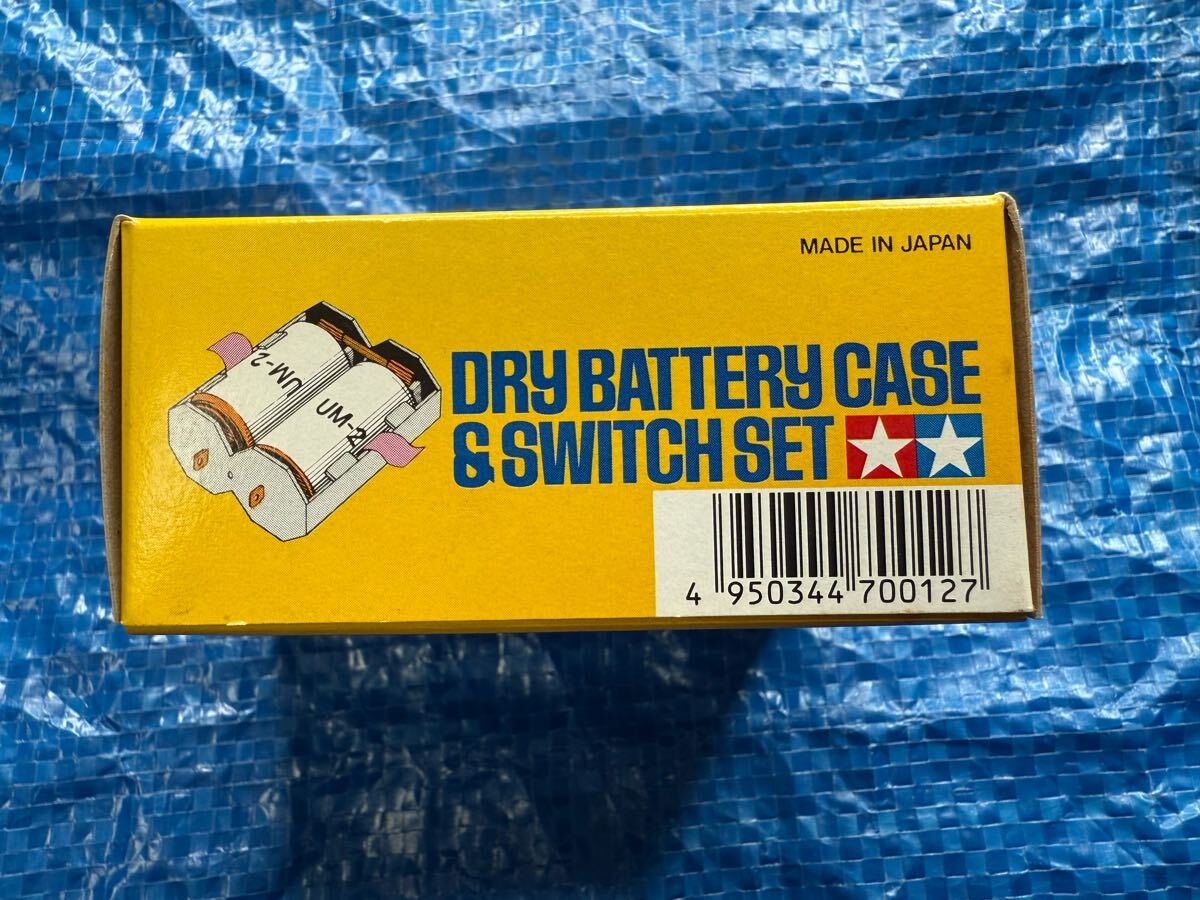 MADE IN JAPAN
UM-2
UM-2
DRY BATTERY CASE
& SWITCH SET
4 950344 700127